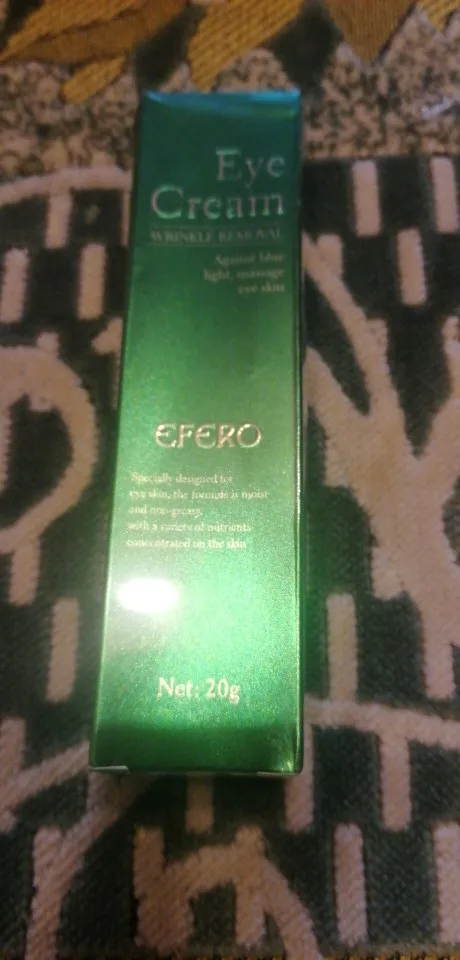 Eye
Cream
WRINKLE REMOVAL
Against blue
light, massage
eye skin
EFERO
Specially designed for
eye skin, the formula is moist
and non-greasy,
with a variety of nutrients
concentrated on the skin
Net: 20g